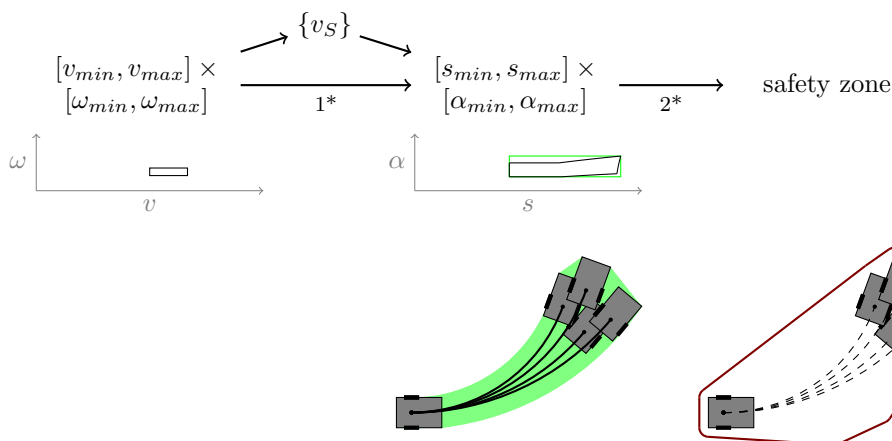 {v_S}
[v_min, v_max] × [s_min, s_max] × safety zone
[ω_min, ω_max] 1* [α_min, α_max] 2*
ω α
v s